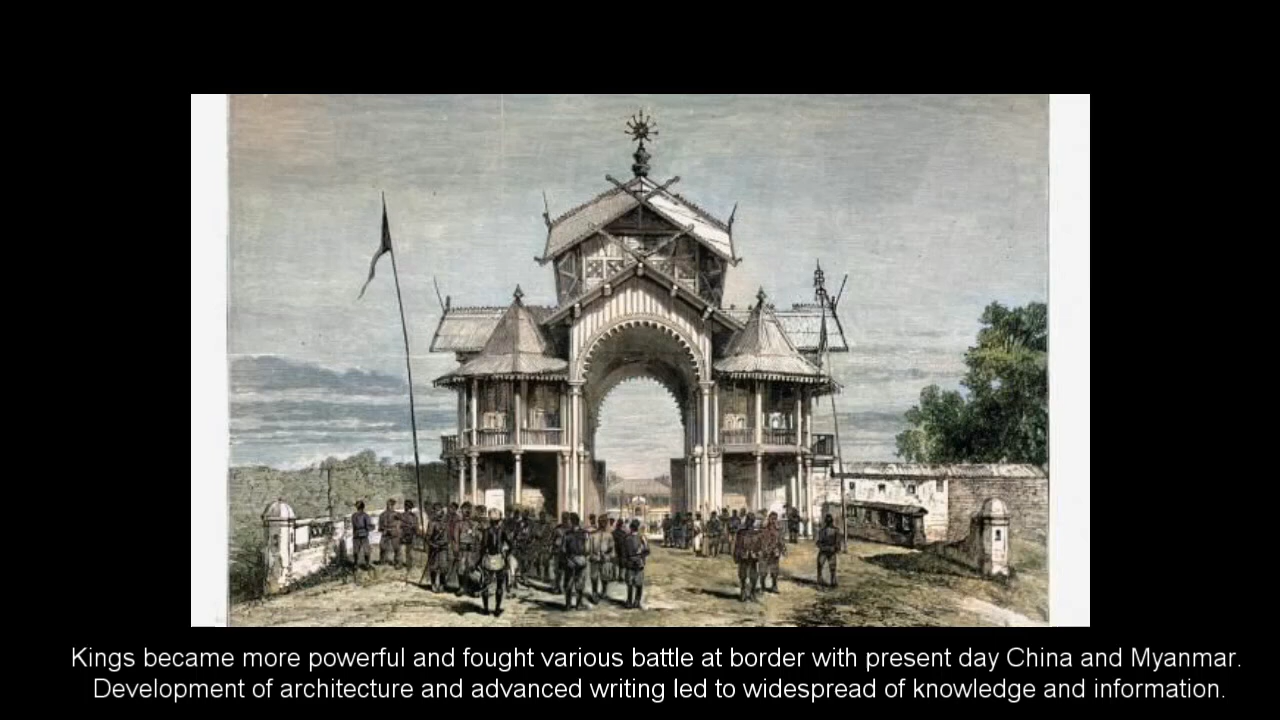 Kings became more powerful and fought various battle at border with present day China and Myanmar.
Development of architecture and advanced writing led to widespread of knowledge and information.